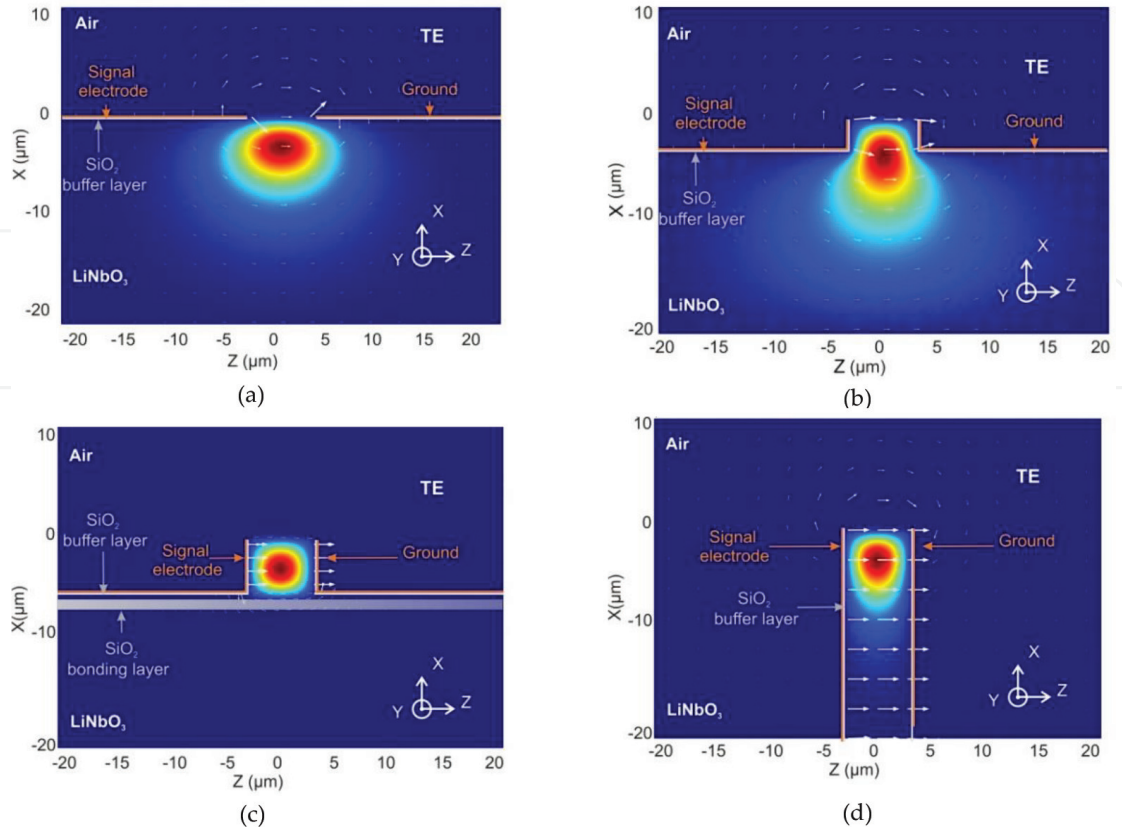 10
Air
TE
Signal
electrode
Ground
0
X (µm)
SiO₂
buffer layer
-10
X
Y
Z
LiNbO₃
-20
-20 -15 -10 -5 0 5 10 15 20
Z (µm)
(a)
10
Air
TE
Signal
electrode
Ground
0
X (µm)
SiO₂
buffer layer
-10
X
Y
Z
LiNbO₃
-20
-20 -15 -10 -5 0 5 10 15 20
Z (µm)
(b)
10
Air
TE
SiO₂
buffer layer
0
Signal
electrode
Ground
X(µm)
-10
SiO₂
bonding layer
X
Y
Z
LiNbO₃
-20
-20 -15 -10 -5 0 5 10 15 20
Z (µm)
(c)
10
Air
TE
0
Signal
electrode
Ground
X(µm)
SiO₂
buffer layer
-10
X
Y
Z
LiNbO₃
-20
-20 -15 -10 -5 0 5 10 15 20
Z (µm)
(d)